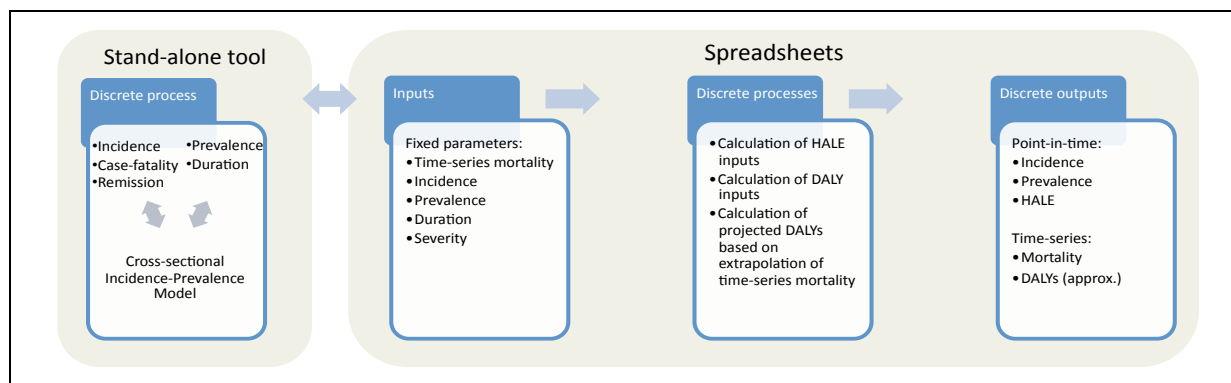 Stand-alone tool
Discrete process
•Incidence
•Case-fatality
•Remission
•Prevalence
•Duration
Cross-sectional
Incidence-Prevalence
Model
Spreadsheets
Inputs
Fixed parameters:
•Time-series mortality
•Incidence
•Prevalence
•Duration
•Severity
Discrete processes
•Calculation of HALE
inputs
•Calculation of DALY
inputs
•Calculation of
projected DALYs
based on
extrapolation of
time-series mortality
Discrete outputs
Point-in-time:
•Incidence
•Prevalence
•HALE
Time-series:
•Mortality
•DALYs (approx.)